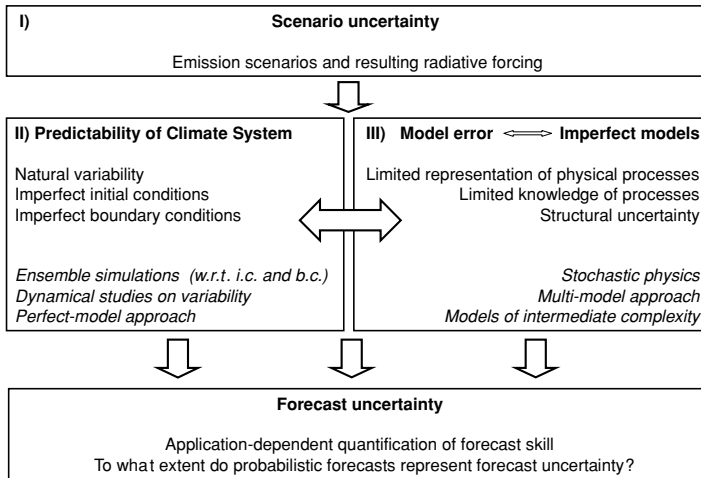 I) Scenario uncertainty
Emission scenarios and resulting radiative forcing
II) Predictability of Climate System
Natural variability
Imperfect initial conditions
Imperfect boundary conditions
Ensemble simulations (w.r.t. i.c. and b.c.)
Dynamical studies on variability
Perfect-model approach
III) Model error Imperfect models
Limited representation of physical processes
Limited knowledge of processes
Structural uncertainty
Stochastic physics
Multi-model approach
Models of intermediate complexity
Forecast uncertainty
Application-dependent quantification of forecast skill
To what extent do probabilistic forecasts represent forecast uncertainty?